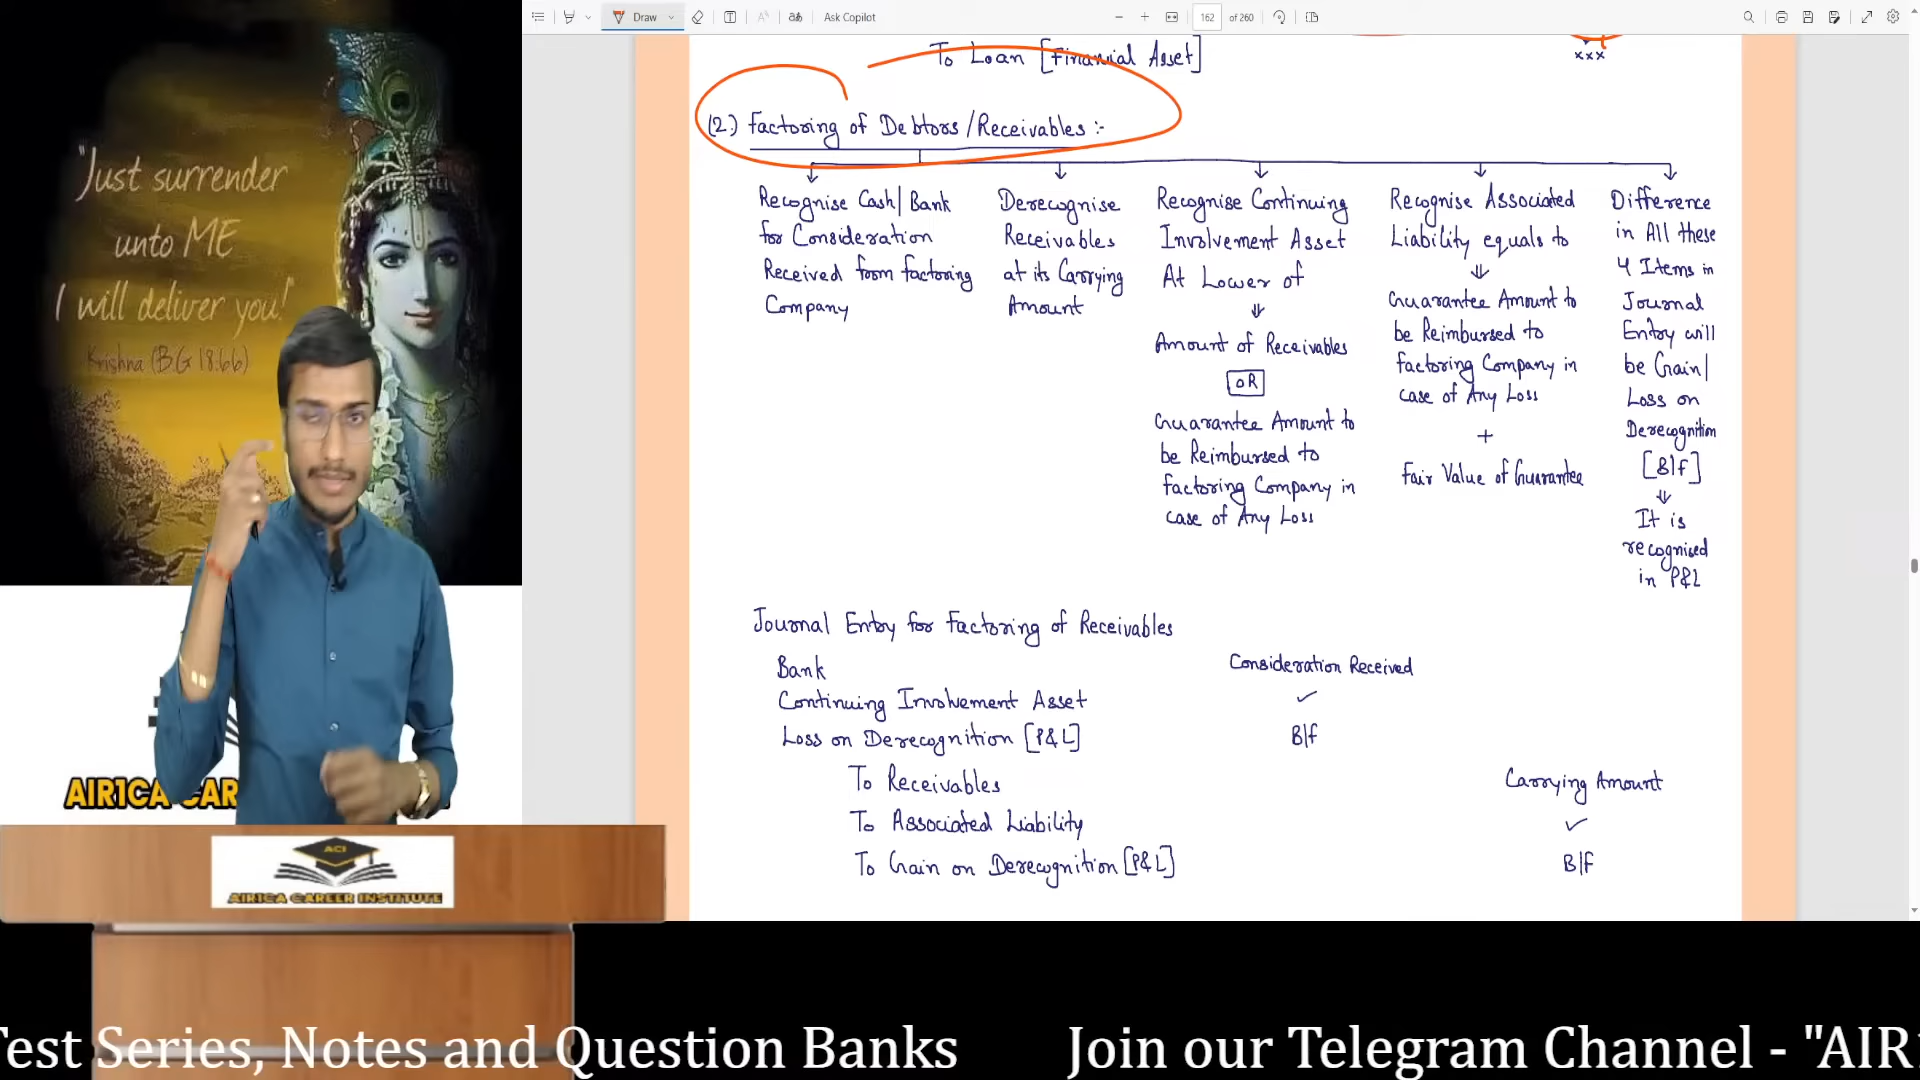 Draw
Ask Copilot
162 of 260
To Loan [Financial Asset]
xxx
(2.) Factoring of Debtors/Receivables :-
Recognise Cash/Bank
for Consideration
Received from factoring
Company
Derecognise
Receivables
at its Carrying
Amount
Recognise Continuing
Involvement Asset
At Lower of
⇓
Amount of Receivables
OR
Guarantee Amount to
be Reimbursed to
factoring Company in
case of Any Loss
Recognise Associated
Liability equals to
⇓
Guarantee Amount to
be Reimbursed to
factoring Company in
case of Any Loss
+
Fair Value of Guarantee
Difference
in All these
4 Items in
Journal
Entry will
be Gain/
Loss on
Derecognition
[B/f]
⇓
It is
recognised
in P&L
Journal Entry for Factoring of Receivables
Bank Consideration Received
Continuing Involvement Asset ✓
Loss on Derecognition [P&L] B/f
To Receivables Carrying Amount
To Associated Liability ✓
To Gain on Derecognition [P&L] B/f
"Just surrender
unto ME
I will deliver you!"
Krishna (B.G 18:66)
AIR1CA CAR
ACI
AIR1CA CAREER INSTITUTE
Test Series, Notes and Question Banks Join our Telegram Channel - "AIR1